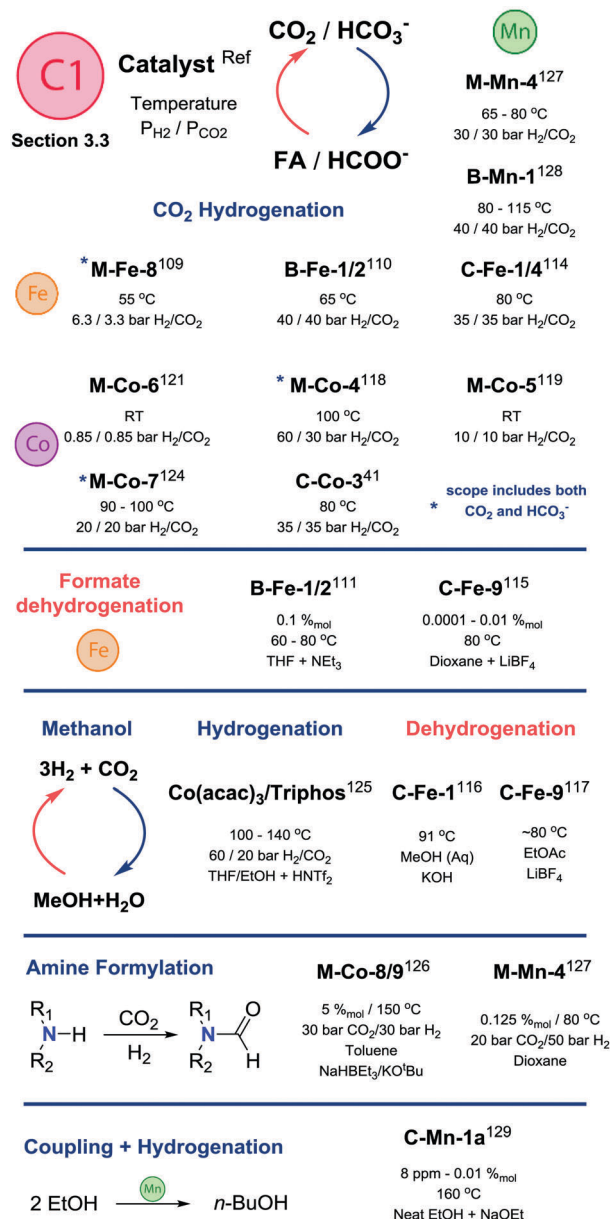 C1
Section 3.3
Catalyst Ref
Temperature
P_H2 / P_CO2
CO₂ / HCO₃⁻
FA / HCOO⁻
Mn
M-Mn-4¹²⁷
65 - 80 °C
30 / 30 bar H₂/CO₂
B-Mn-1¹²⁸
80 - 115 °C
40 / 40 bar H₂/CO₂
CO₂ Hydrogenation
Fe
*M-Fe-8¹⁰⁹
55 °C
6.3 / 3.3 bar H₂/CO₂
B-Fe-1/2¹¹⁰
65 °C
40 / 40 bar H₂/CO₂
C-Fe-1/4¹¹⁴
80 °C
35 / 35 bar H₂/CO₂
Co
M-Co-6¹²¹
RT
0.85 / 0.85 bar H₂/CO₂
* M-Co-4¹¹⁸
100 °C
60 / 30 bar H₂/CO₂
M-Co-5¹¹⁹
RT
10 / 10 bar H₂/CO₂
*M-Co-7¹²⁴
90 - 100 °C
20 / 20 bar H₂/CO₂
C-Co-3⁴¹
80 °C
35 / 35 bar H₂/CO₂
* scope includes both
CO₂ and HCO₃⁻
Formate
dehydrogenation
Fe
B-Fe-1/2¹¹¹
0.1 %mol
60 - 80 °C
THF + NEt₃
C-Fe-9¹¹⁵
0.0001 - 0.01 %mol
80 °C
Dioxane + LiBF₄
Methanol
3H₂ + CO₂
MeOH+H₂O
Hydrogenation
Co(acac)₃/Triphos¹²⁵
100 - 140 °C
60 / 20 bar H₂/CO₂
THF/EtOH + HNTf₂
Dehydrogenation
C-Fe-1¹¹⁶
91 °C
MeOH (Aq)
KOH
C-Fe-9¹¹⁷
~80 °C
EtOAc
LiBF₄
Amine Formylation
R₁
N-H
R₂
CO₂
H₂
R₁
O
N
R₂
H
M-Co-8/9¹²⁶
5 %mol / 150 °C
30 bar CO₂/30 bar H₂
Toluene
NaHBEt₃/KOᵗBu
M-Mn-4¹²⁷
0.125 %mol / 80 °C
20 bar CO₂/50 bar H₂
Dioxane
Coupling + Hydrogenation
2 EtOH
Mn
n-BuOH
C-Mn-1a¹²⁹
8 ppm - 0.01 %mol
160 °C
Neat EtOH + NaOEt